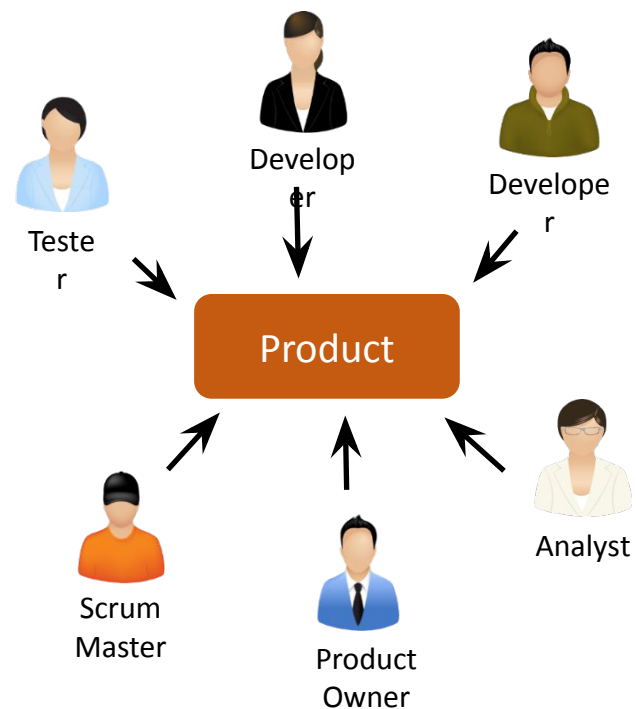 Develop
er
Develope
r
Teste
r
Product
Analyst
Scrum
Master
Product
Owner